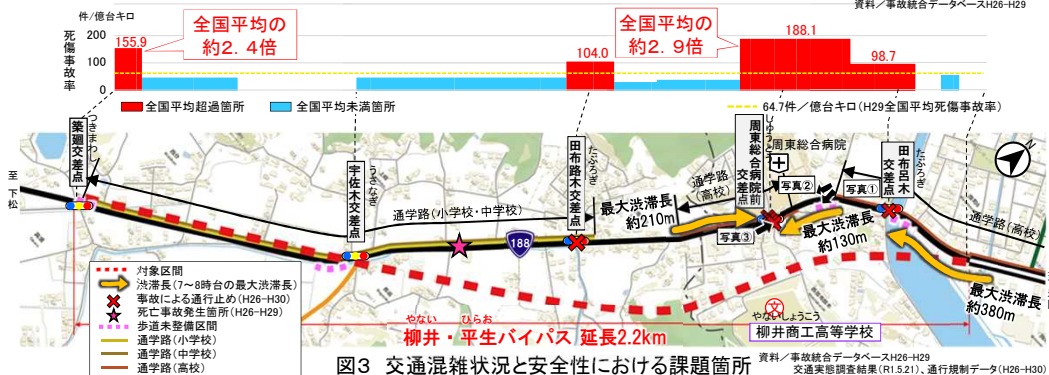 資料／事故統合データベースH26-H29
件/億台キロ
死傷事故率
200
100
0
155.9
全国平均の
約2．4倍
104.0
全国平均の
約2．9倍
188.1
98.7
全国平均超過箇所
全国平均未満箇所
64.7件／億台キロ(H29全国平均死傷事故率)
至 下松
築廻交差点
つきまわし
宇佐木交差点
うさなぎ
田布路木交差点
たぶろぎ
周東総合病院前交差点
しゅうとう
周東総合病院
田布呂木交差点
たぶろぎ
N
通学路(小学校・中学校)
188
最大渋滞長
約210m
通学路
(高校)
写真②
写真①
写真③
最大渋滞長
約130m
通学路(高校)
最大渋滞長
約380m
対象区間
渋滞長(7～8時台の最大渋滞長)
事故による通行止め(H26-H30)
死亡事故発生箇所(H26-H29)
歩道未整備区間
通学路(小学校)
通学路(中学校)
通学路(高校)
やない ひらお
柳井・平生バイパス 延長2.2km
文
やないしょうこう
柳井商工高等学校
図3 交通混雑状況と安全性における課題箇所
資料／事故統合データベースH26-H29
交通実態調査結果(R1.5.21)、通行規制データ(H26-H30)